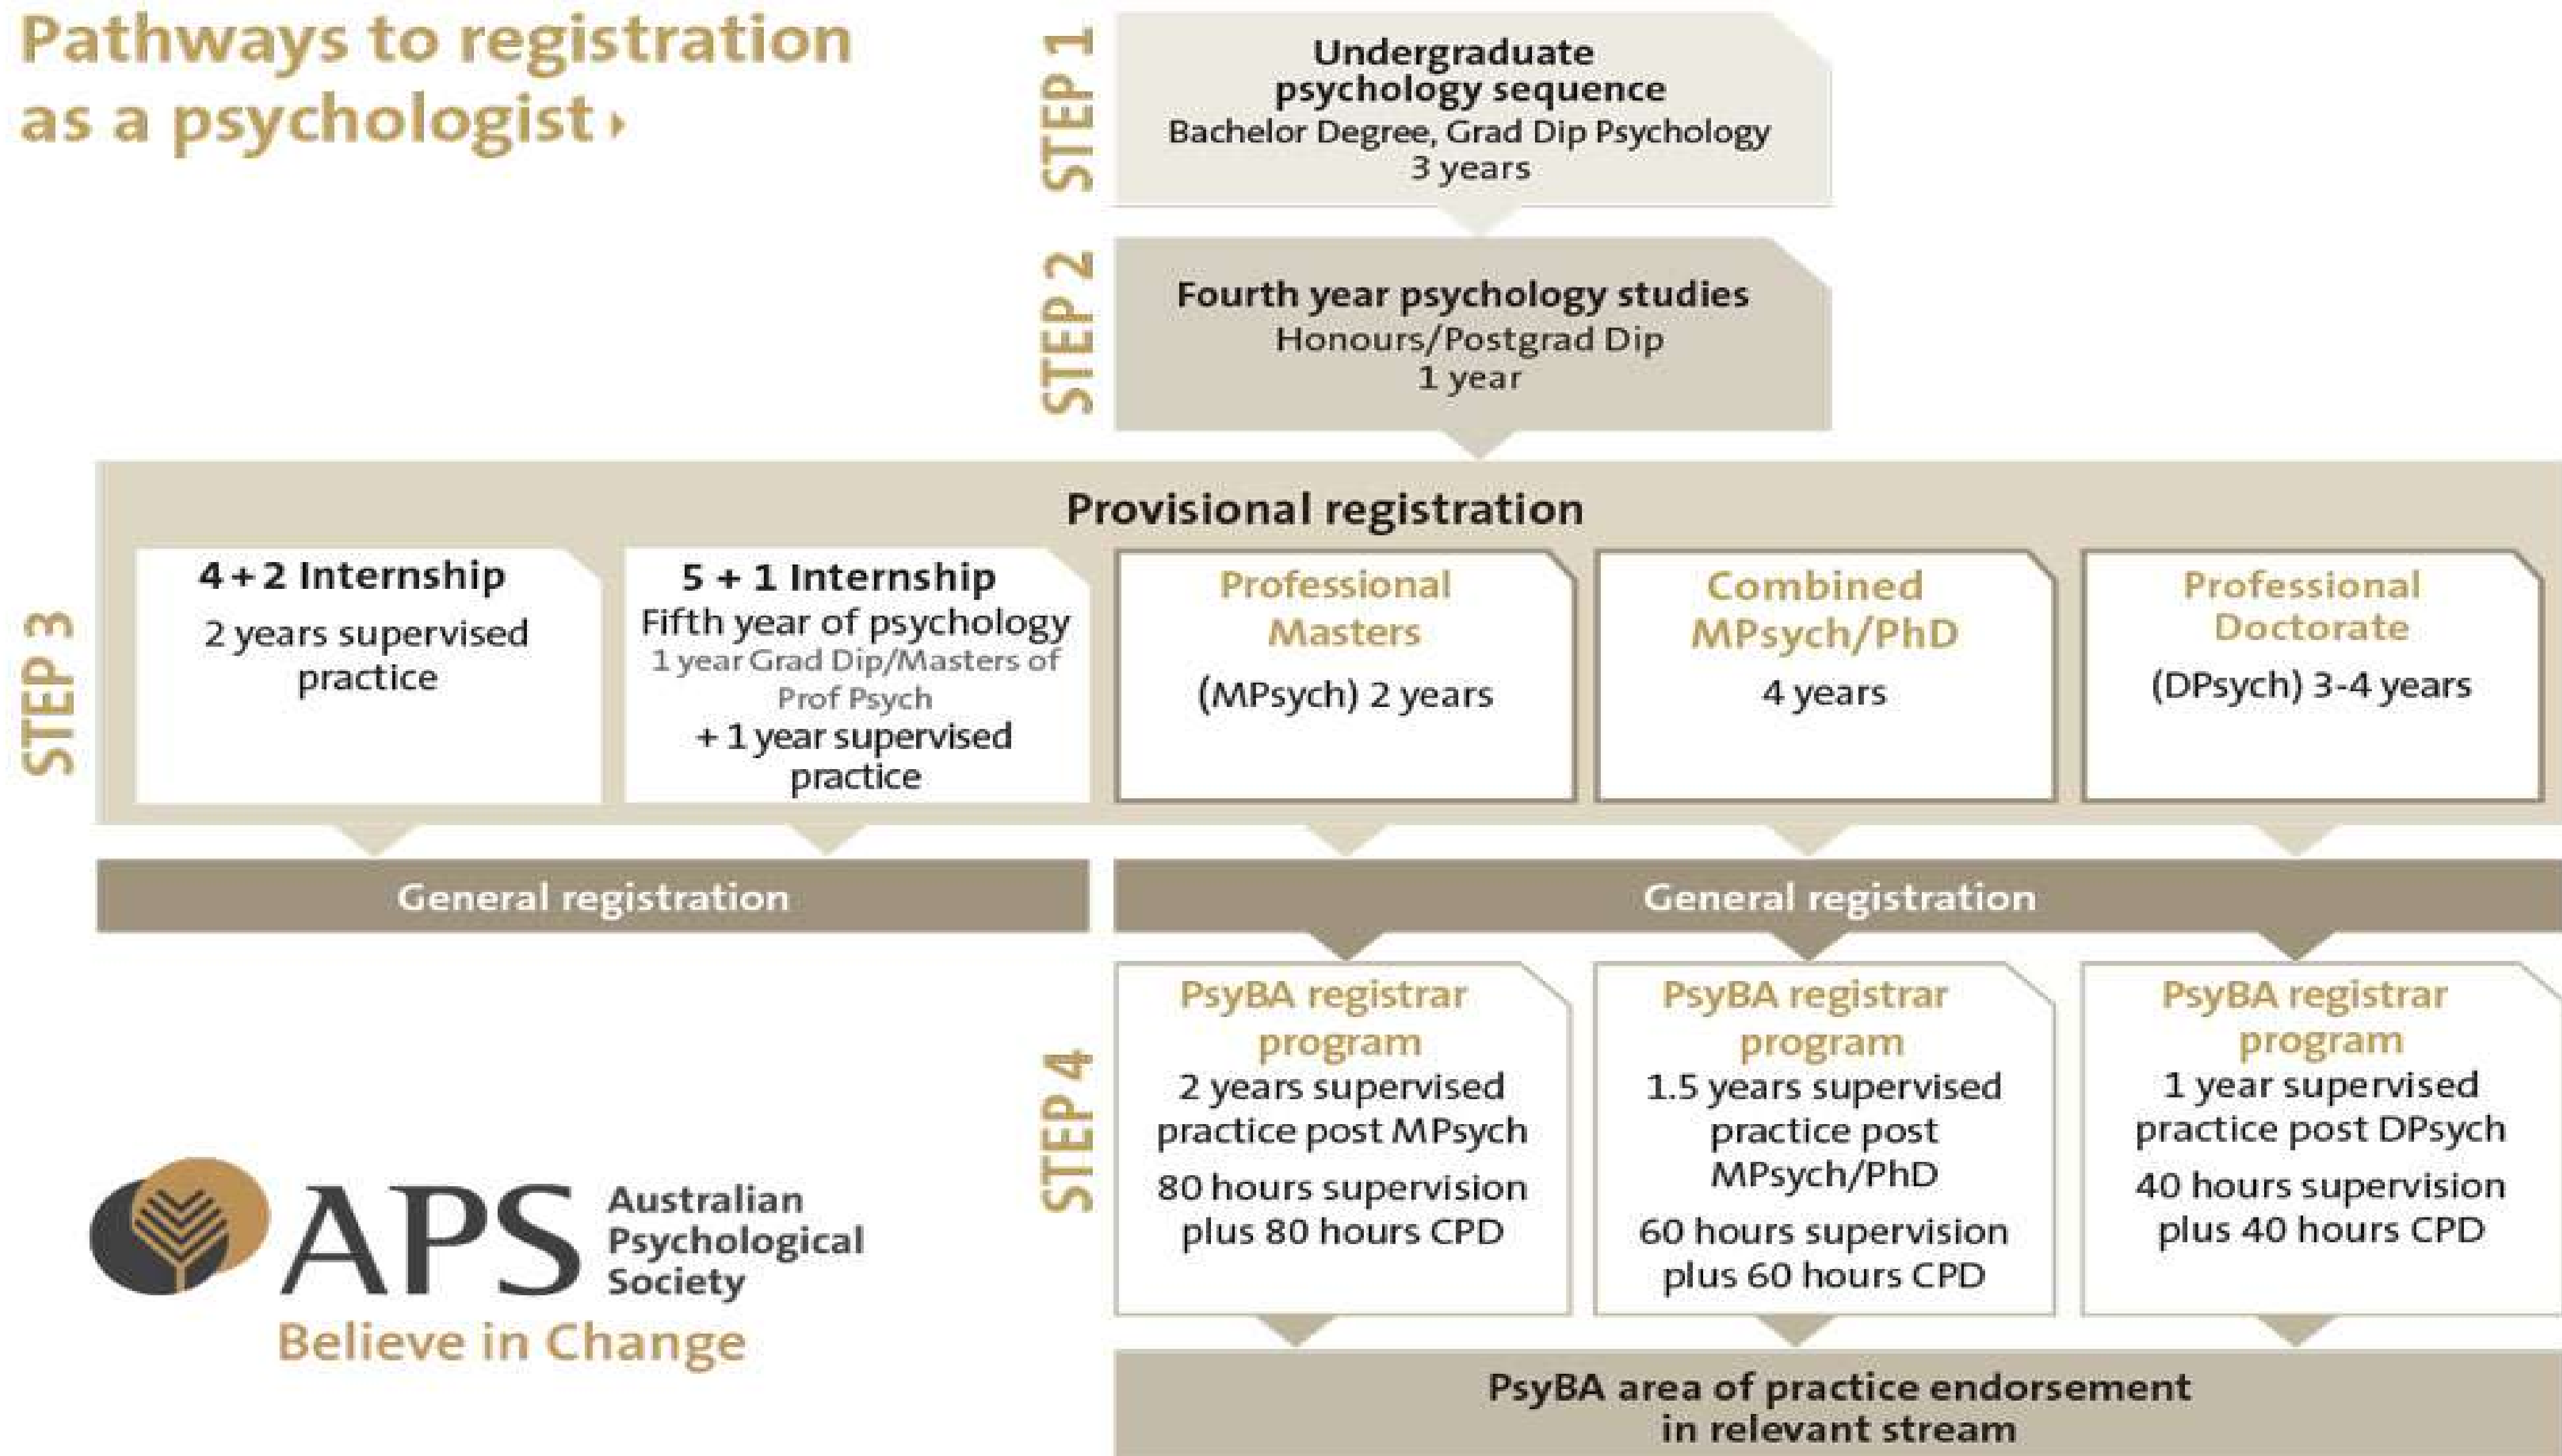 Pathways to registration
as a psychologist
STEP 1
Undergraduate
psychology sequence
Bachelor Degree, Grad Dip Psychology
3 years
STEP 2
Fourth year psychology studies
Honours/Postgrad Dip
1 year
STEP 3
Provisional registration
4 + 2 Internship
2 years supervised
practice
5 + 1 Internship
Fifth year of psychology
1 year Grad Dip/Masters of
Prof Psych
+ 1 year supervised
practice
Professional
Masters
(MPsych) 2 years
Combined
MPsych/PhD
4 years
Professional
Doctorate
(DPsych) 3-4 years
General registration
General registration
STEP 4
PsyBA registrar
program
2 years supervised
practice post MPsych
80 hours supervision
plus 80 hours CPD
PsyBA registrar
program
1.5 years supervised
practice post
MPsych/PhD
60 hours supervision
plus 60 hours CPD
PsyBA registrar
program
1 year supervised
practice post DPsych
40 hours supervision
plus 40 hours CPD
PsyBA area of practice endorsement
in relevant stream
APS
Australian
Psychological
Society
Believe in Change